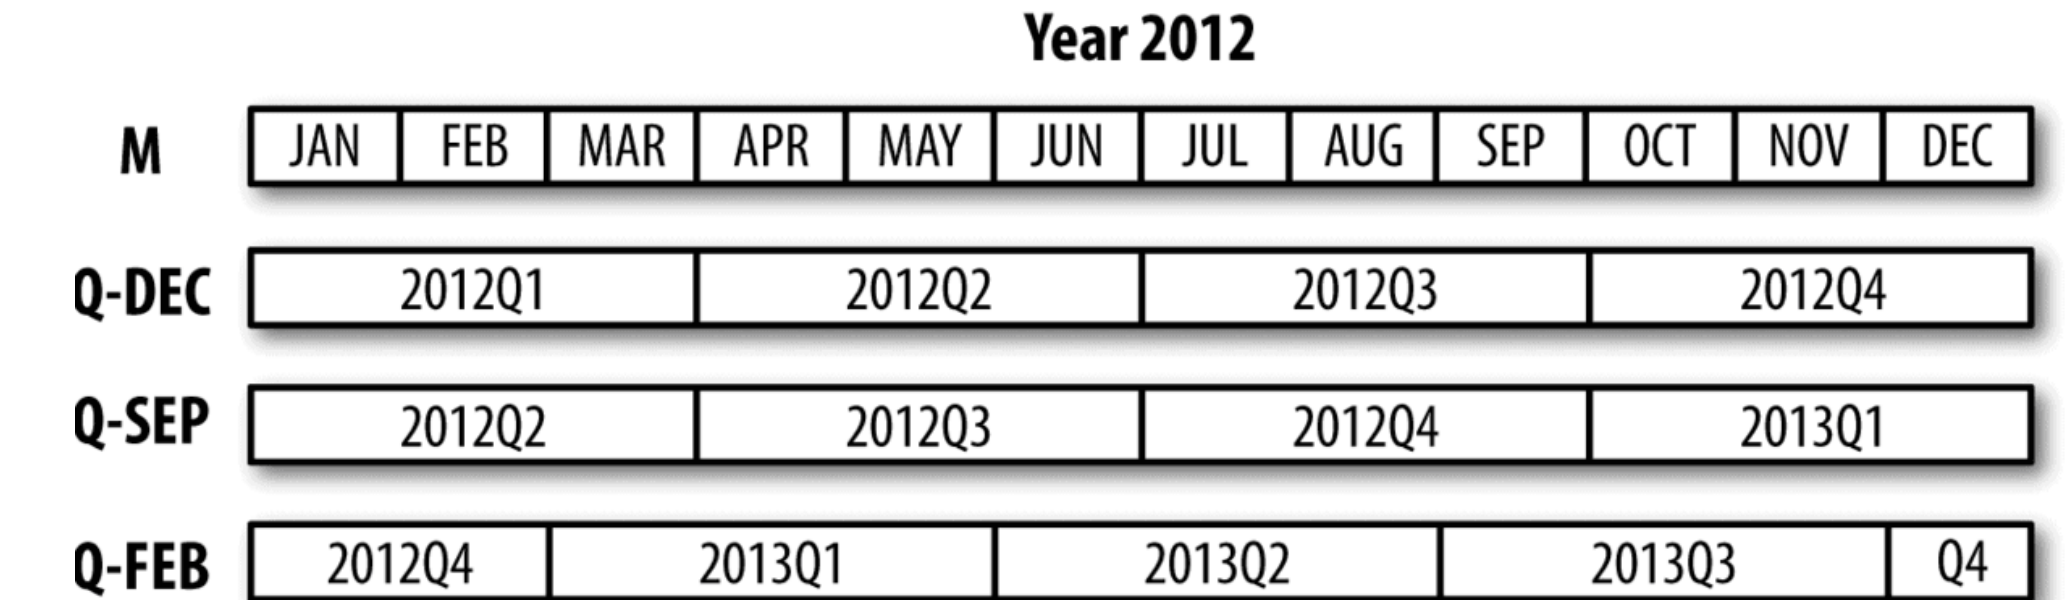 Year 2012
M JAN FEB MAR APR MAY JUN JUL AUG SEP OCT NOV DEC
Q-DEC 2012Q1 2012Q2 2012Q3 2012Q4
Q-SEP 2012Q2 2012Q3 2012Q4 2013Q1
Q-FEB 2012Q4 2013Q1 2013Q2 2013Q3 Q4